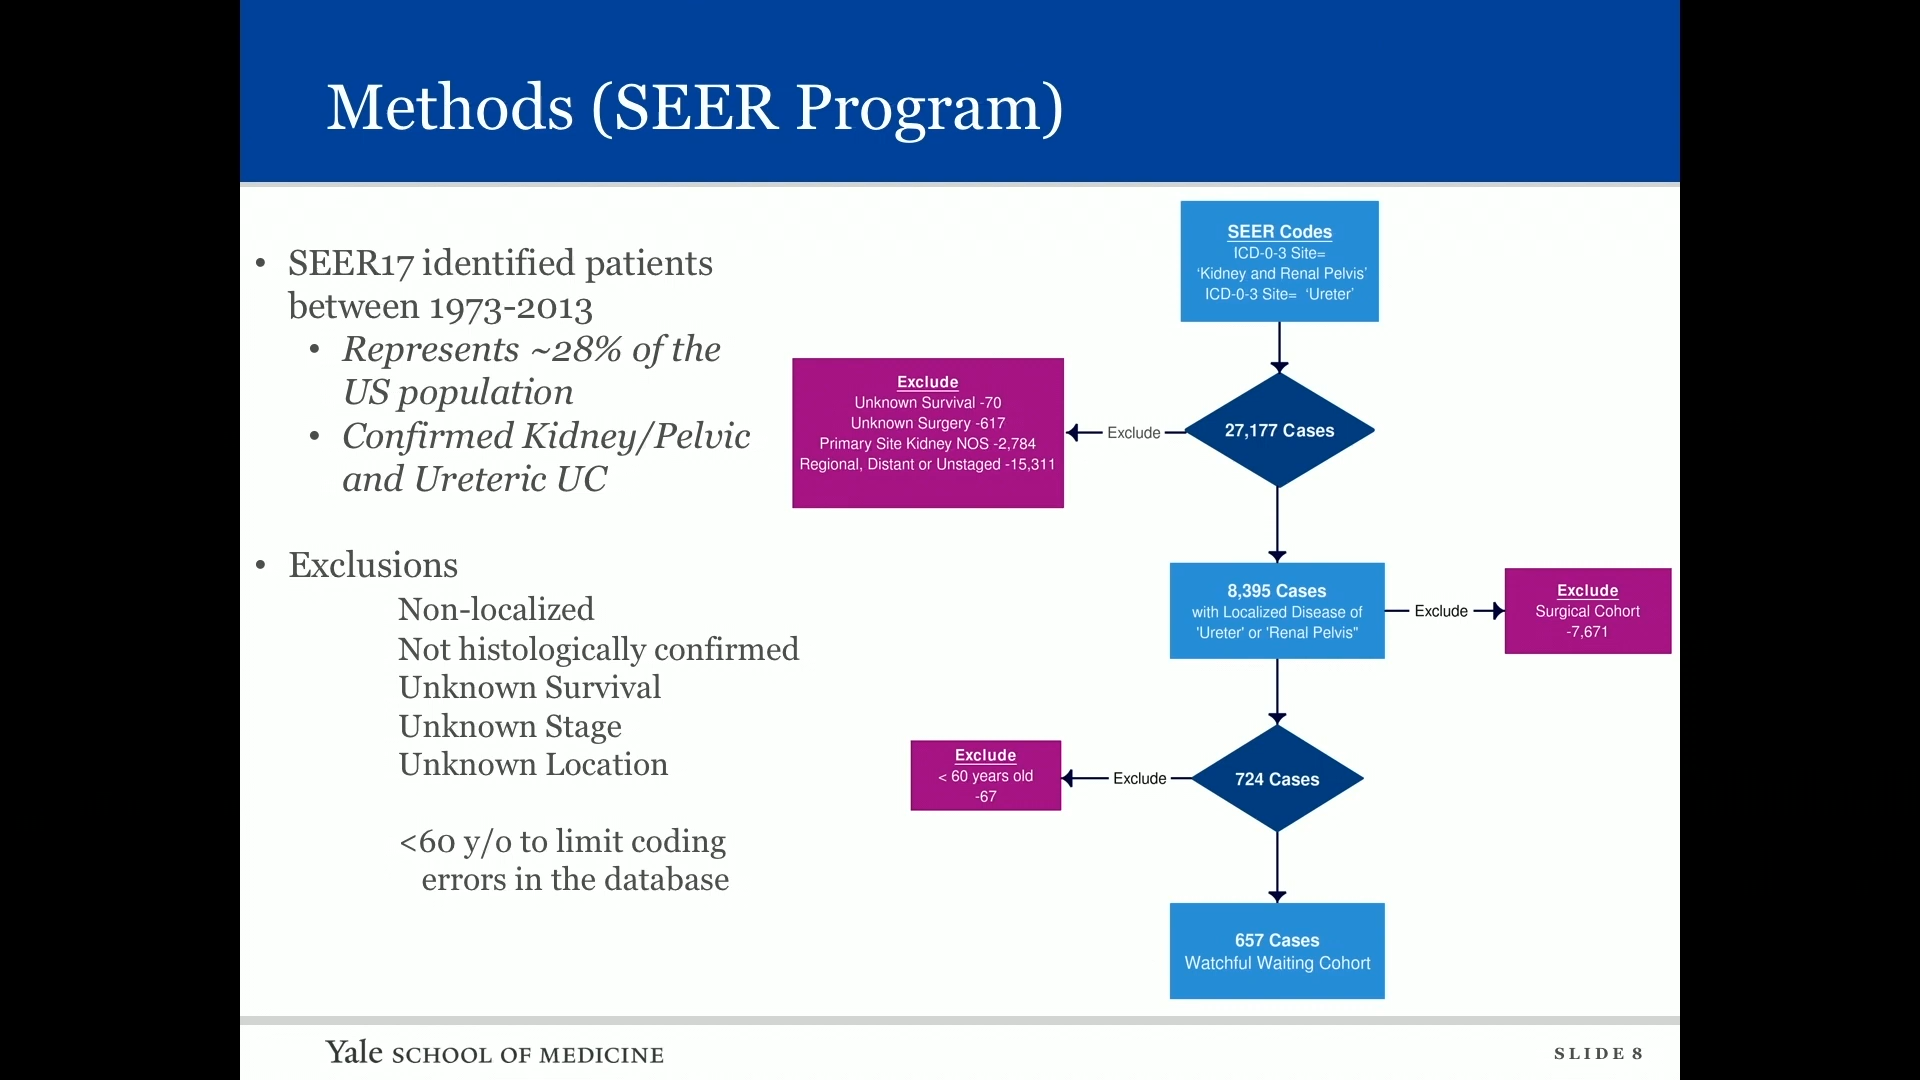 Methods (SEER Program)
• SEER17 identified patients
between 1973-2013
• Represents ~28% of the
US population
• Confirmed Kidney/Pelvic
and Ureteric UC
• Exclusions
Non-localized
Not histologically confirmed
Unknown Survival
Unknown Stage
Unknown Location
<60 y/o to limit coding
errors in the database
SEER Codes
ICD-0-3 Site=
‘Kidney and Renal Pelvis’
ICD-0-3 Site= ‘Ureter’
27,177 Cases
Exclude
Exclude
Unknown Survival -70
Unknown Surgery -617
Primary Site Kidney NOS -2,784
Regional, Distant or Unstaged -15,311
8,395 Cases
with Localized Disease of
'Ureter' or 'Renal Pelvis"
Exclude
Exclude
Surgical Cohort
-7,671
724 Cases
Exclude
Exclude
< 60 years old
-67
657 Cases
Watchful Waiting Cohort
Yale SCHOOL OF MEDICINE
SLIDE 8